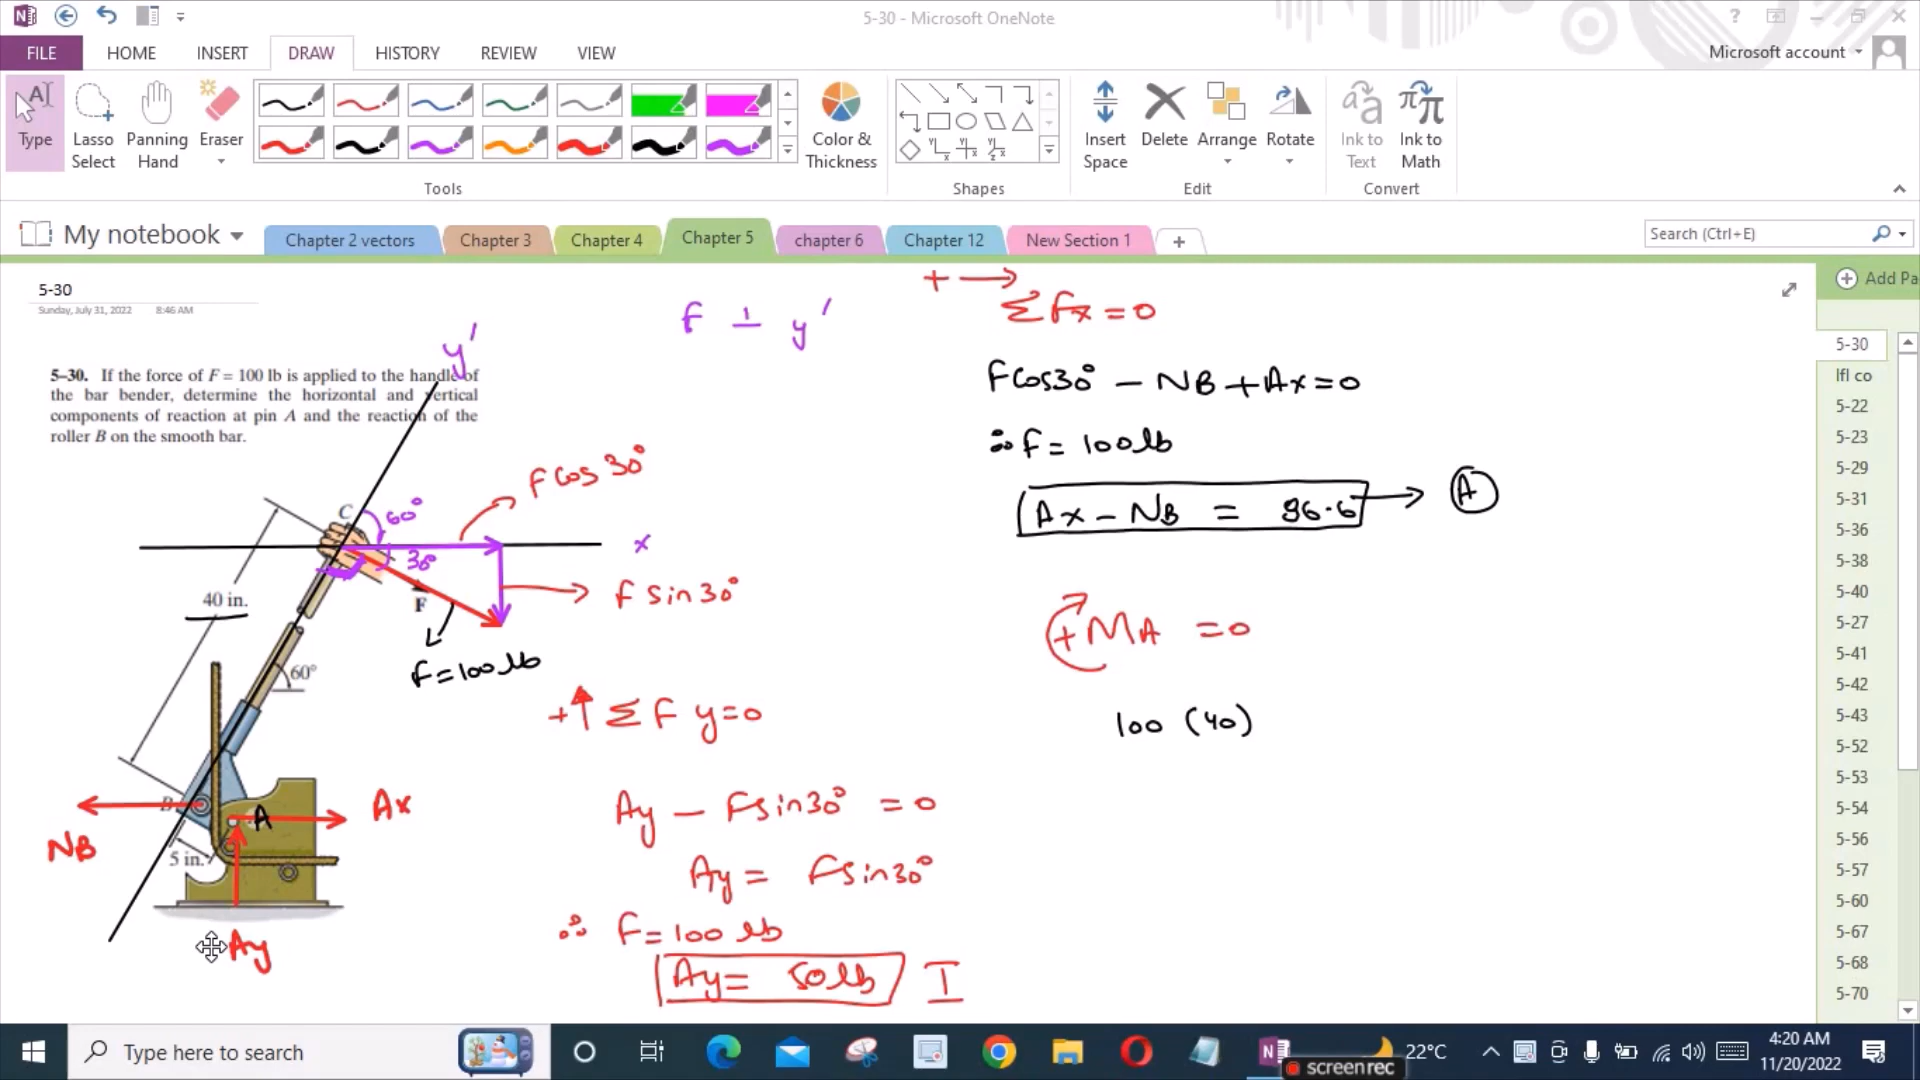 5-30 - Microsoft OneNote
FILE HOME INSERT DRAW HISTORY REVIEW VIEW
Microsoft account
Type
Lasso Select
Panning Hand
Eraser
Color & Thickness
Insert Space
Delete
Arrange
Rotate
Ink to Text
Ink to Math
Tools
Shapes
Edit
Convert
My notebook
Chapter 2 vectors
Chapter 3
Chapter 4
Chapter 5
chapter 6
Chapter 12
New Section 1
Search (Ctrl+E)
5-30
Sunday, July 31, 2022 8:46 AM
5–30. If the force of F = 100 lb is applied to the handle of
the bar bender, determine the horizontal and vertical
components of reaction at pin A and the reaction of the
roller B on the smooth bar.
y'
F ⊥ y'
C
60°
30°
x
F cos 30°
F sin 30°
F
F = 100 lb
40 in.
60°
B
A
Ax
NB
5 in.
Ay
+↑ Σ F y = 0
Ay – F sin 30° = 0
Ay = F sin 30°
∴ F = 100 lb
Ay = 50 lb I
+ →
Σ Fx = 0
F cos 30° – NB + Ax = 0
∴ F = 100 lb
Ax – NB = 86.6 → A
+ MA = 0
100 (40)
Add Pa
5-30
Ifl co
5-22
5-23
5-29
5-31
5-36
5-38
5-40
5-27
5-41
5-42
5-43
5-52
5-53
5-54
5-56
5-57
5-60
5-67
5-68
5-70
Type here to search
22°C
4:20 AM
11/20/2022
screenrec